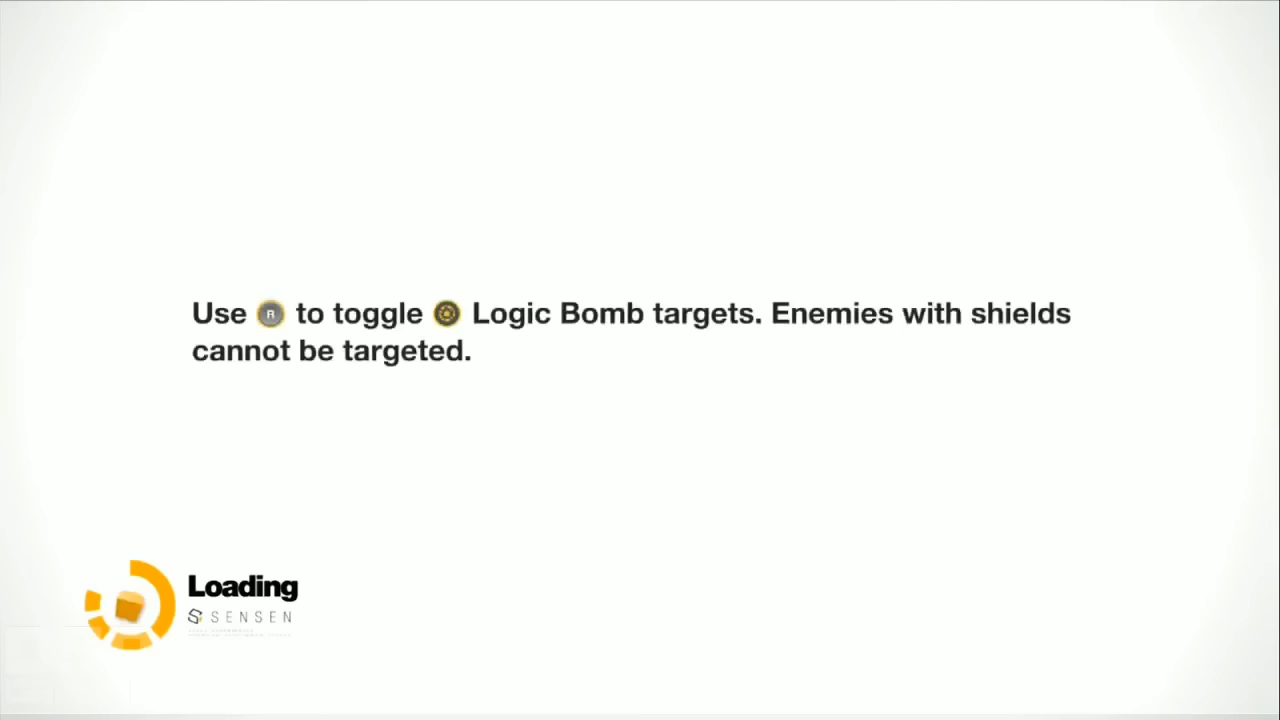 Use R to toggle Logic Bomb targets. Enemies with shields
cannot be targeted.
Loading
SENSEN